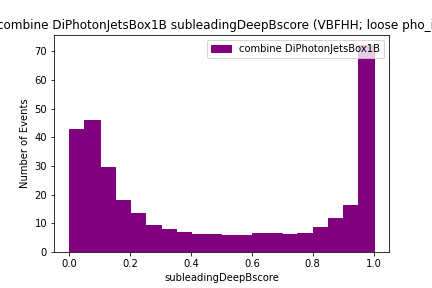 combine DiPhotonJetsBox1B subleadingDeepBscore (VBFHH; loose pho_i
combine DiPhotonJetsBox1B
Number of Events
70
60
50
40
30
20
10
0
0.0 0.2 0.4 0.6 0.8 1.0
subleadingDeepBscore